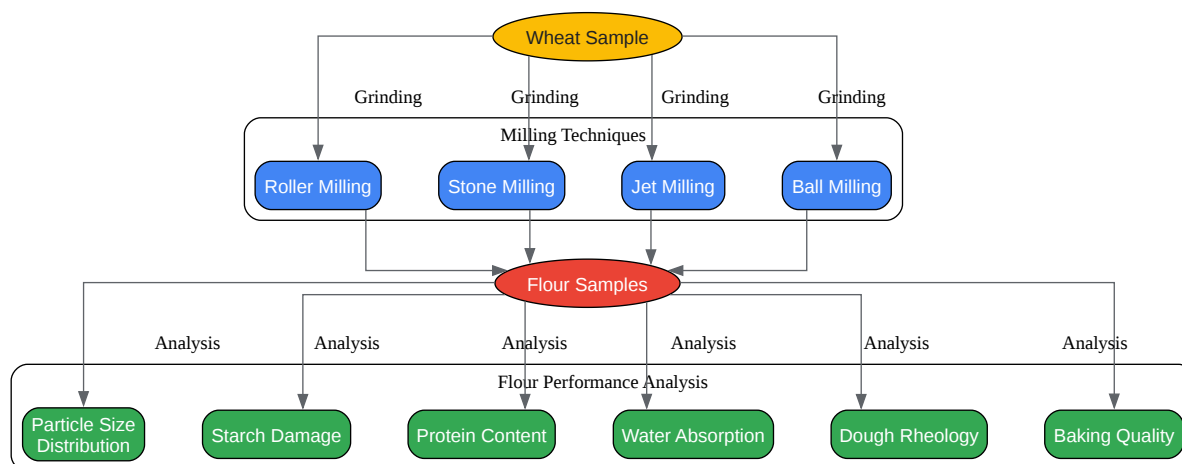 Wheat Sample
Grinding
Grinding
Grinding
Grinding
Milling Techniques
Roller Milling
Stone Milling
Jet Milling
Ball Milling
Flour Samples
Analysis
Analysis
Analysis
Analysis
Analysis
Analysis
Flour Performance Analysis
Particle Size
Distribution
Starch Damage
Protein Content
Water Absorption
Dough Rheology
Baking Quality